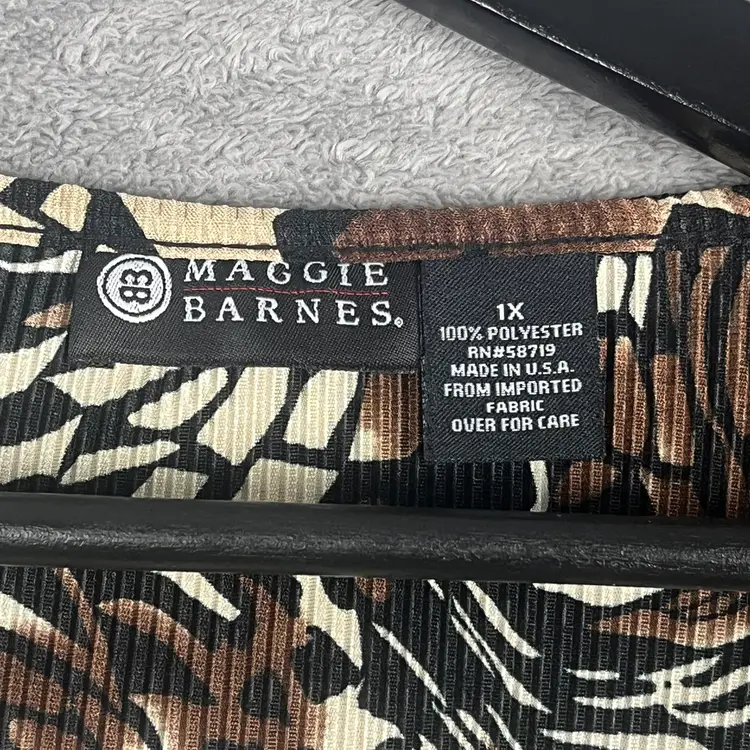 MAGGIE
BARNES®
1X
100% POLYESTER
RN#58719
MADE IN U.S.A.
FROM IMPORTED
FABRIC
OVER FOR CARE